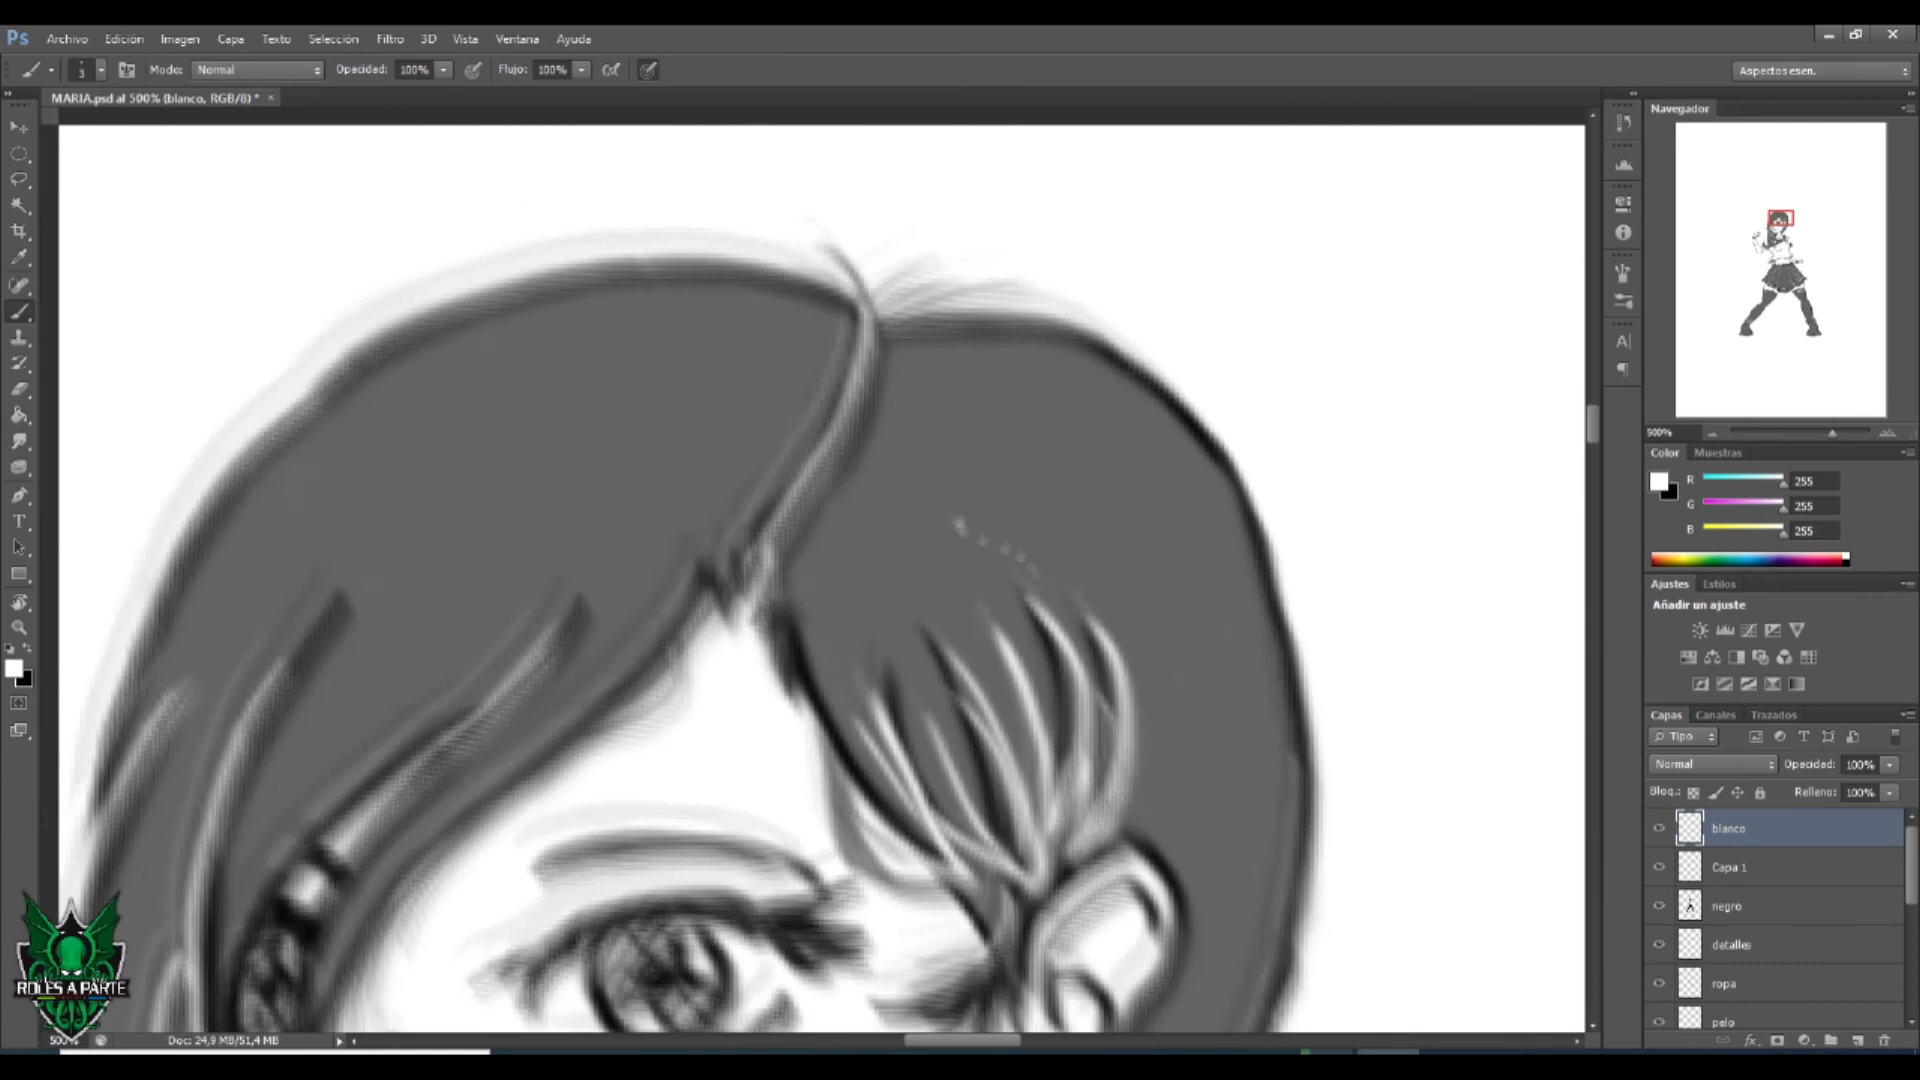 Ps Archivo Edición Imagen Capa Texto Selección Filtro 3D Vista Ventana Ayuda
3 Modo: Normal Opacidad: 100% Flujo: 100% Aspectos esen.
MARIA.psd al 500% (blanco, RGB/8) * ×
Navegador
500%
Color Muestras
R 255
G 255
B 255
Ajustes Estilos
Añadir un ajuste
Capas Canales Trazados
Tipo
Normal Opacidad: 100%
Bloq.: Relleno: 100%
blanco
Capa 1
negro
detalles
ropa
pelo
fx
T
A
ROLES A PARTE
500% Doc: 24,9 MB/51,4 MB